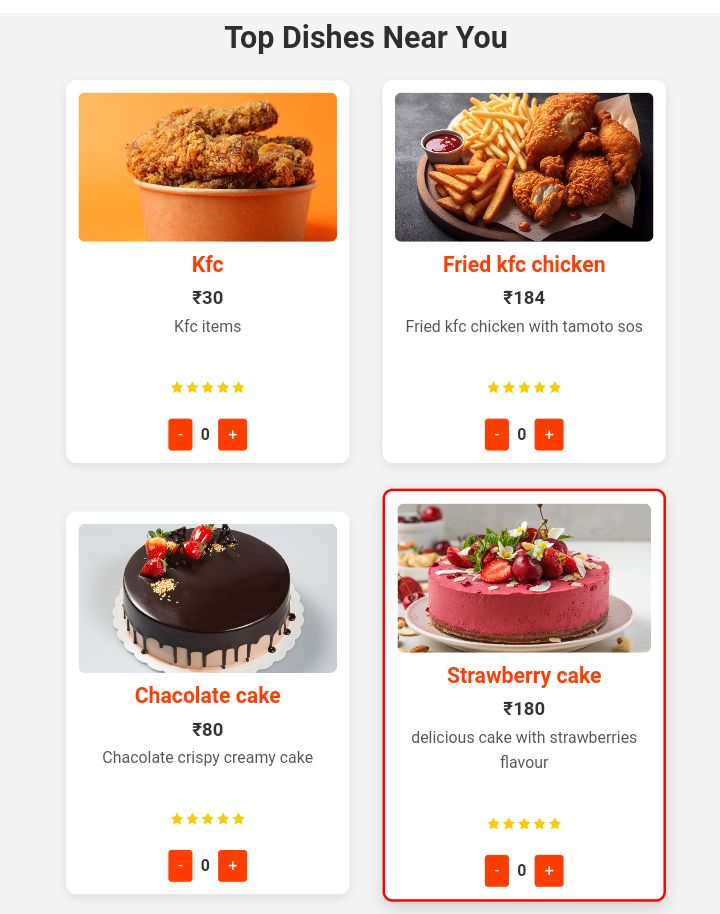 Top Dishes Near You
Kfc
₹30
Kfc items
- 0 +
Fried kfc chicken
₹184
Fried kfc chicken with tamoto sos
- 0 +
Chacolate cake
₹80
Chacolate crispy creamy cake
- 0 +
Strawberry cake
₹180
delicious cake with strawberries
flavour
- 0 +